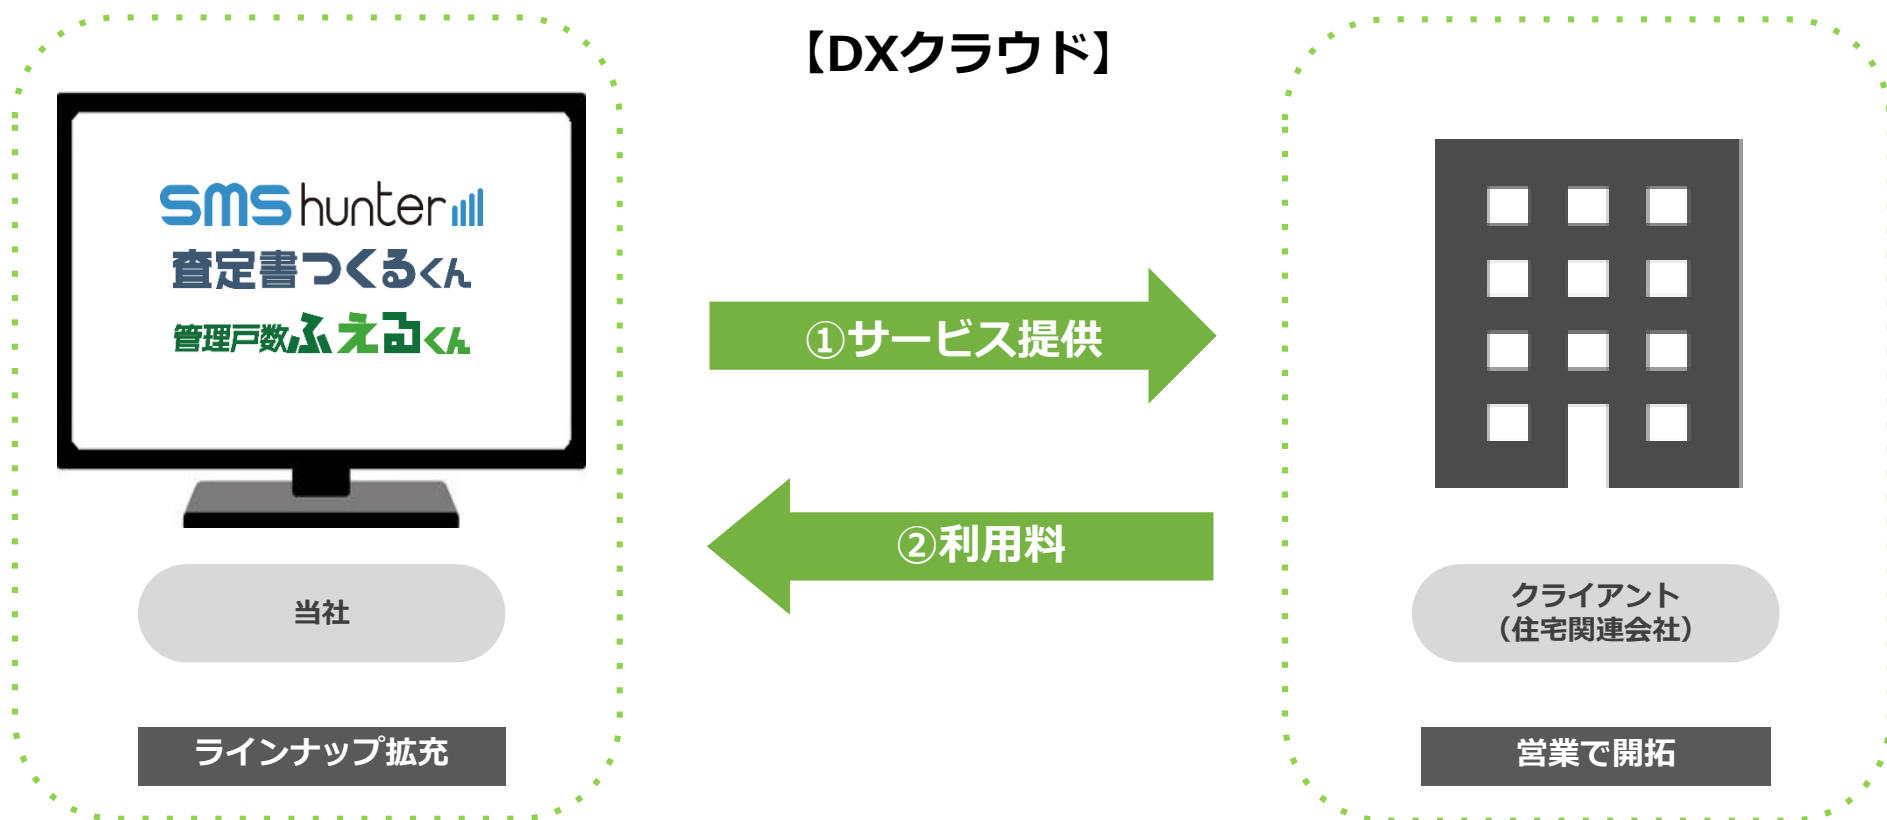 【DXクラウド】
SMS hunter
査定書つくるくん
管理戸数ふえるくん
①サービス提供
②利用料
当社
クライアント
（住宅関連会社）
ラインナップ拡充
営業で開拓